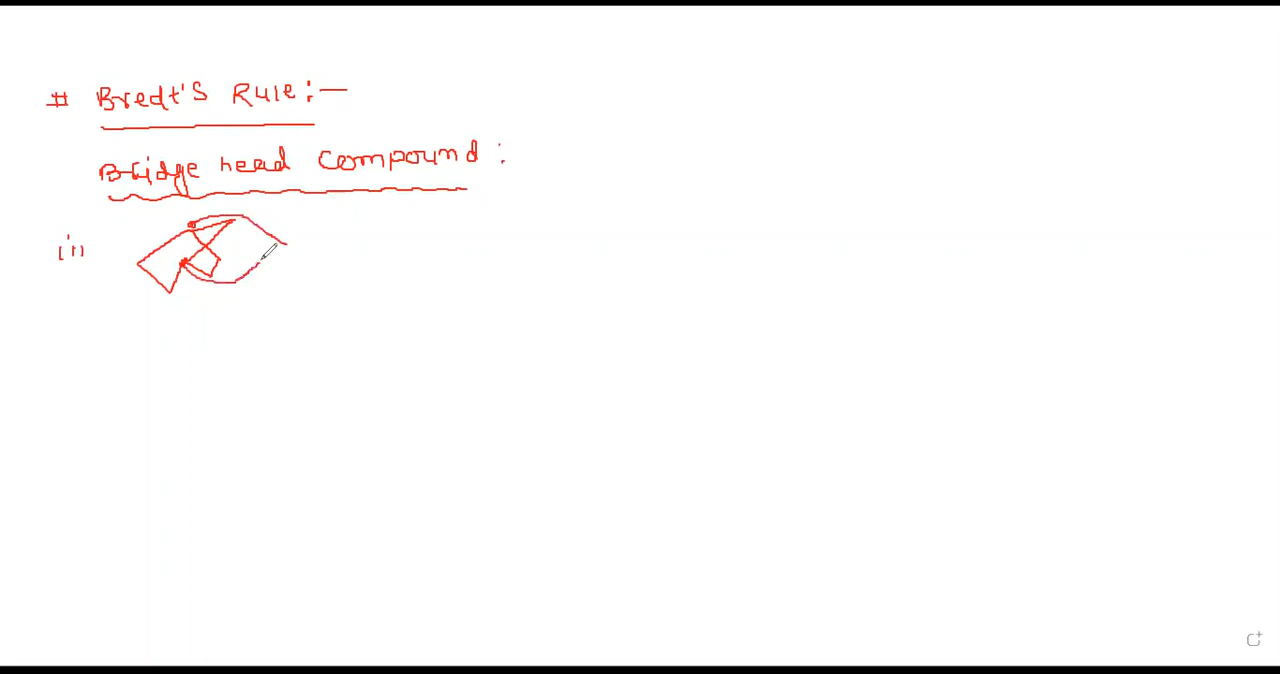 # Bredt's Rule:—
Bridge head compound:
(i)